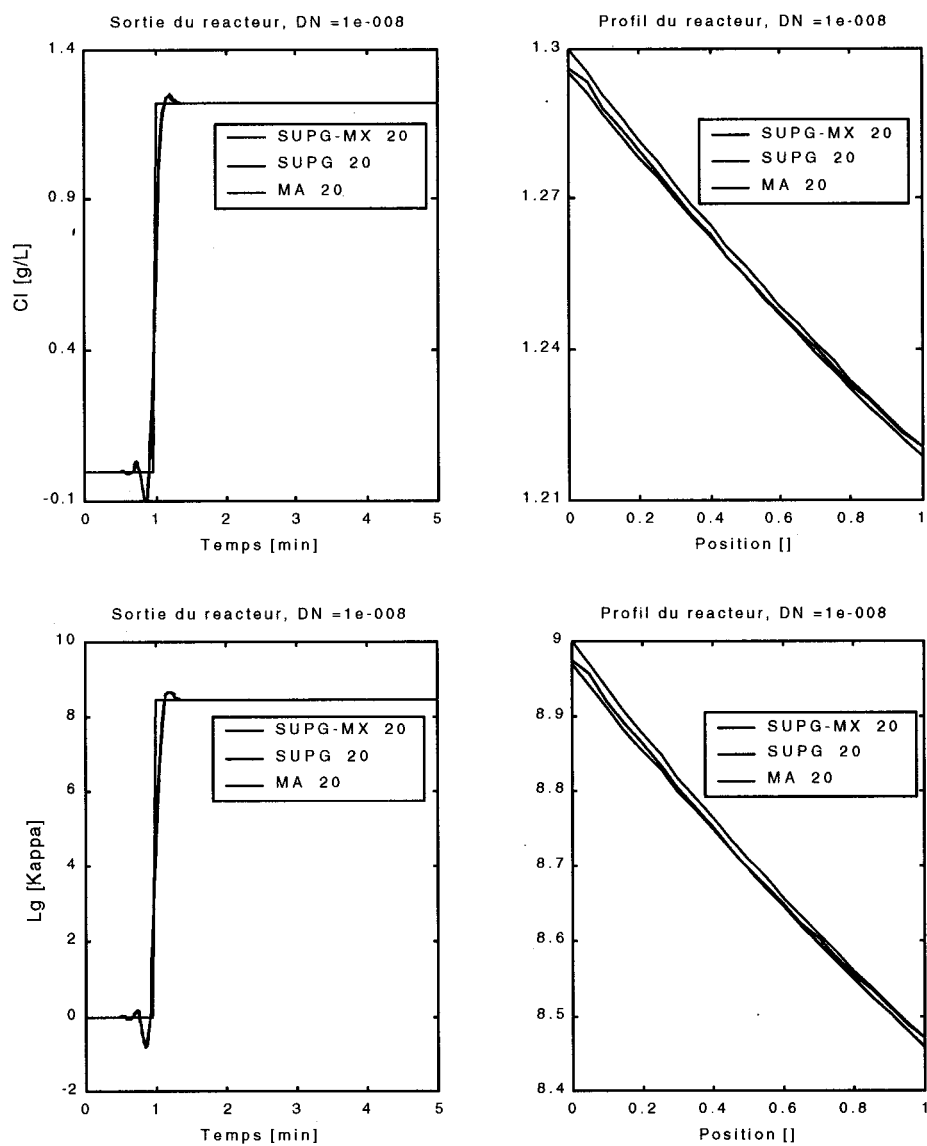 Sortie du reacteur, DN =1e-008
1.4
0.9
0.4
-0.1
Cl [g/L]
SUPG-MX 20
SUPG 20
MA 20
0 1 2 3 4 5
Temps [min]
Profil du reacteur, DN =1e-008
1.3
1.27
1.24
1.21
SUPG-MX 20
SUPG 20
MA 20
0 0.2 0.4 0.6 0.8 1
Position []
Sortie du reacteur, DN =1e-008
10
8
6
4
2
0
-2
Lg [Kappa]
SUPG-MX 20
SUPG 20
MA 20
0 1 2 3 4 5
Temps [min]
Profil du reacteur, DN =1e-008
9
8.9
8.8
8.7
8.6
8.5
8.4
SUPG-MX 20
SUPG 20
MA 20
0 0.2 0.4 0.6 0.8 1
Position []